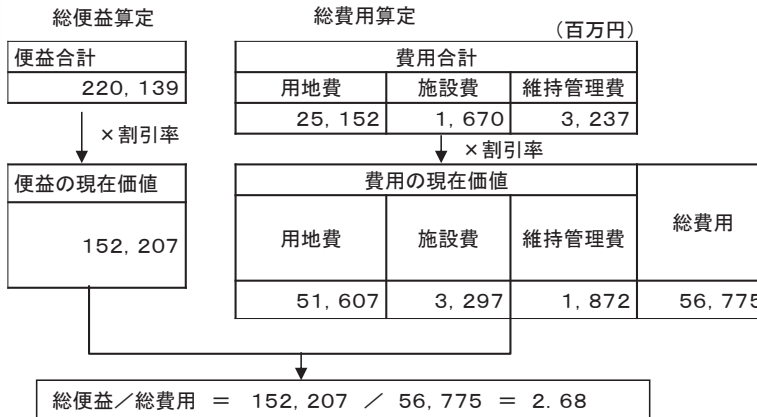 総便益算定
総費用算定
(百万円)
便益合計
220,139
×割引率
便益の現在価値
152,207
費用合計
用地費 施設費 維持管理費
25,152 1,670 3,237
×割引率
費用の現在価値 総費用
用地費 施設費 維持管理費
51,607 3,297 1,872 56,775
総便益/総費用 = 152,207 / 56,775 = 2.68